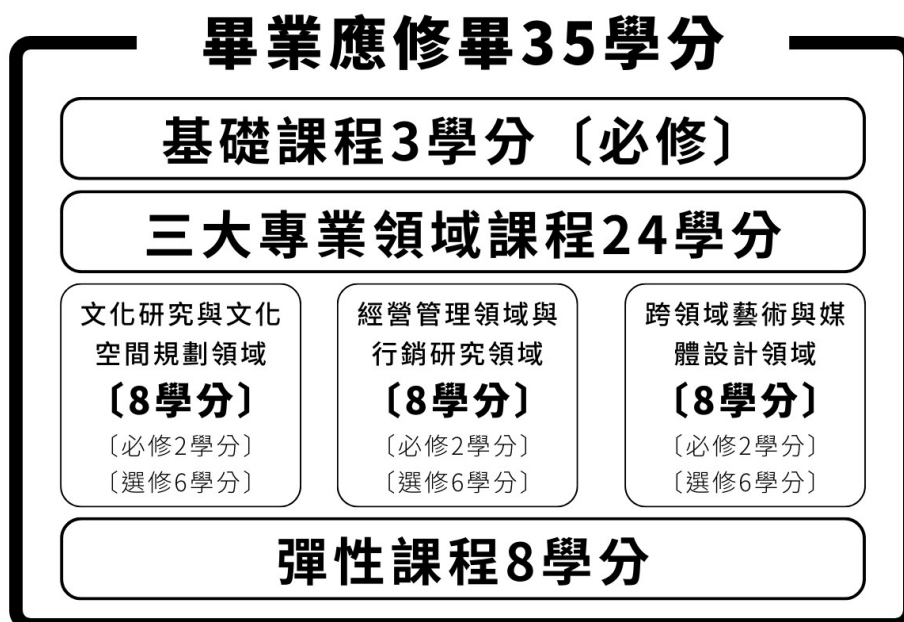 畢業應修畢35學分
基礎課程3學分〔必修〕
三大專業領域課程24學分
文化研究與文化
空間規劃領域
〔8學分〕
〔必修2學分〕
〔選修6學分〕
經營管理領域與
行銷研究領域
〔8學分〕
〔必修2學分〕
〔選修6學分〕
跨領域藝術與媒
體設計領域
〔8學分〕
〔必修2學分〕
〔選修6學分〕
彈性課程8學分